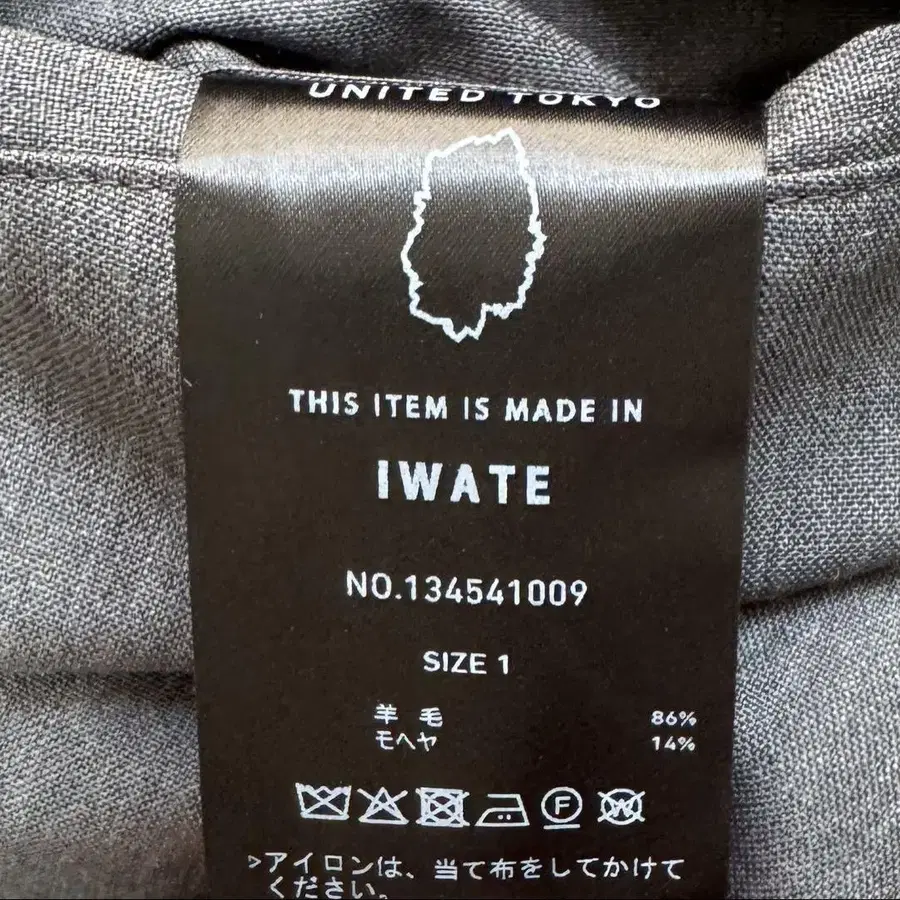 UNITED TOKYO
THIS ITEM IS MADE IN
IWATE
NO.134541009
SIZE 1
羊毛 86%
モヘヤ 14%
F W
>アイロンは、当て布をしてかけて
ください。